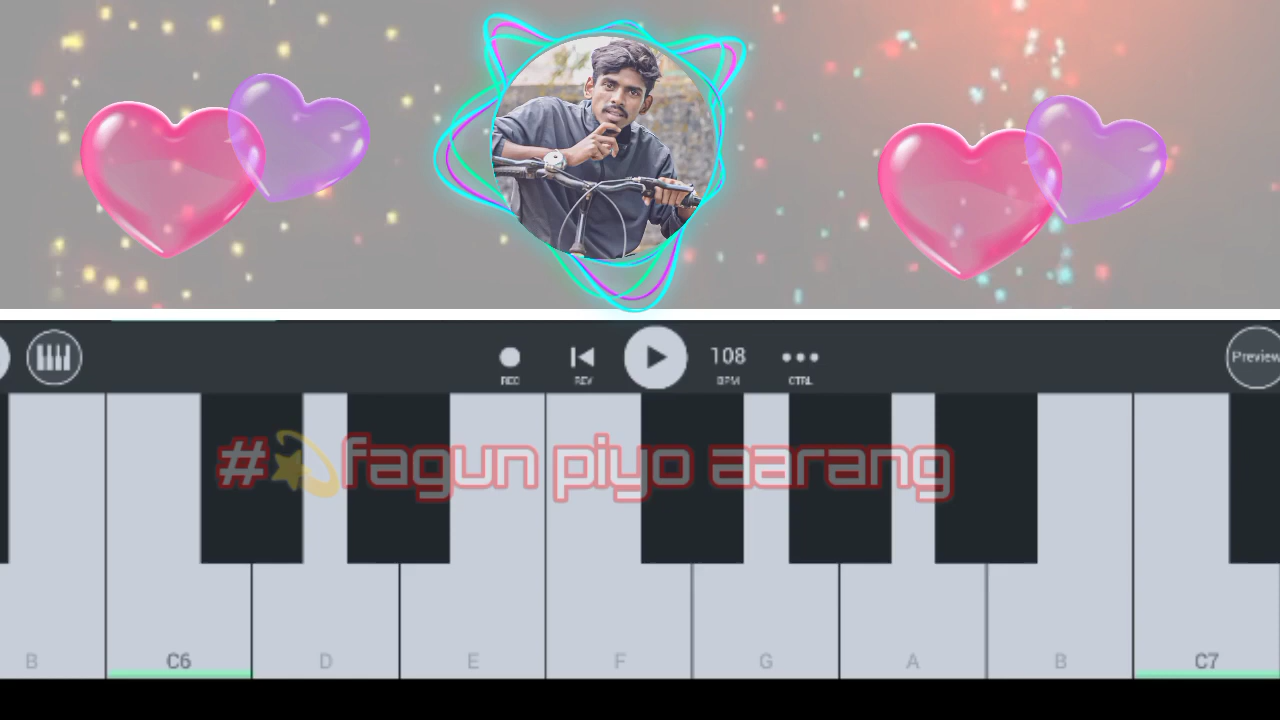 108
Preview
REC
REV
BPM
CTRL
#💫fagun piyo aarang
B
C6
D
E
F
G
A
B
C7